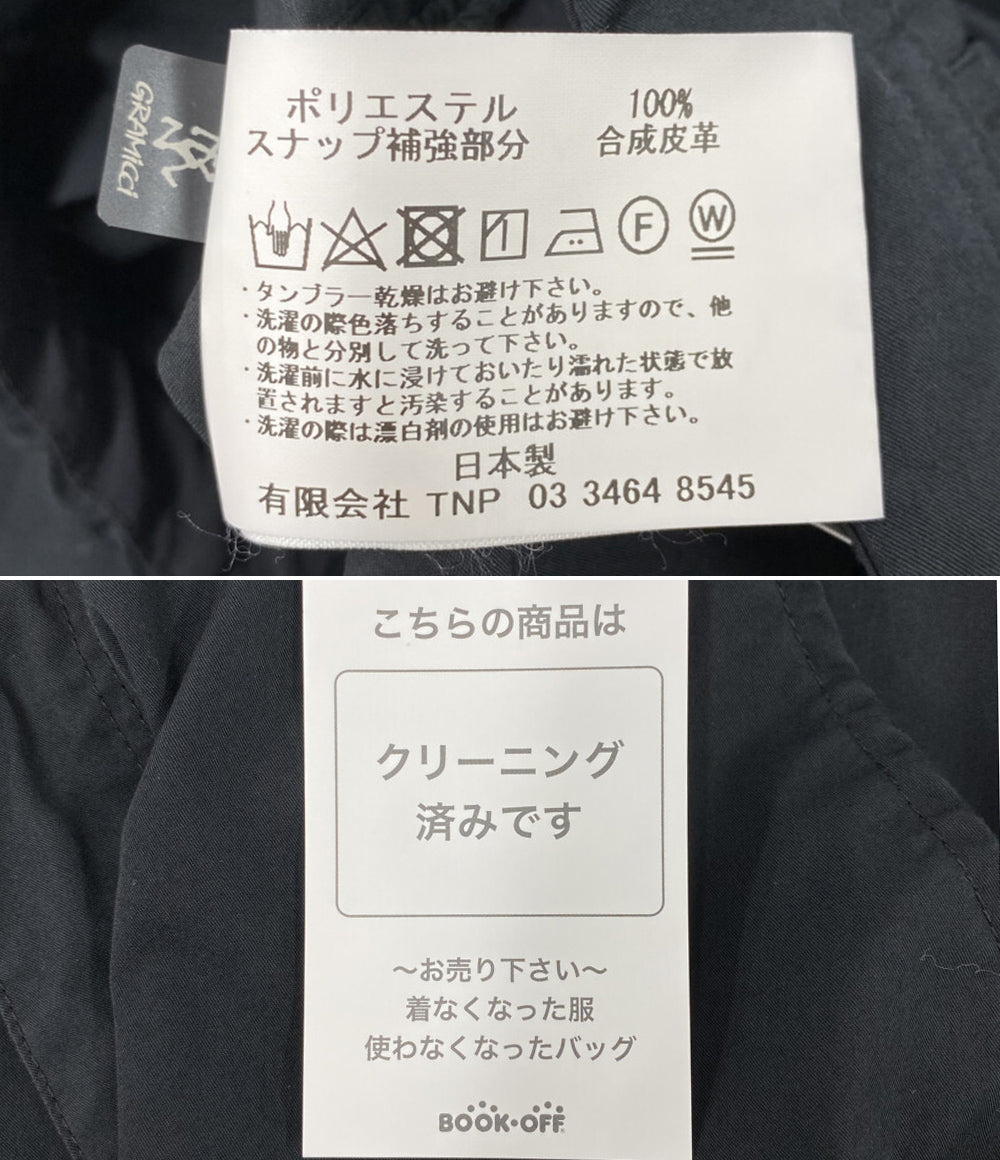 GRAMICCI
ポリエステル 100%
スナップ補強部分 合成皮革
F W
・タンブラー乾燥はお避け下さい。
・洗濯の際色落ちすることがありますので、他
の物と分別して洗って下さい。
・洗濯前に水に浸けておいたり濡れた状態で放
置されますと汚染することがあります。
・洗濯の際は漂白剤の使用はお避け下さい。
日本製
有限会社 TNP 03 3464 8545
こちらの商品は
クリーニング
済みです
～お売り下さい～
着なくなった服
使わなくなったバッグ
BOOK・OFF